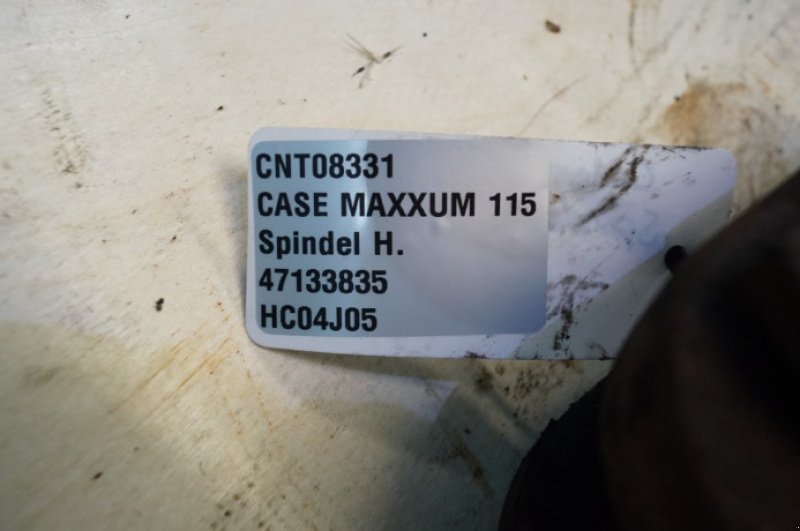 CNT08331
CASE MAXXUM 115
Spindel H.
47133835
HC04J05